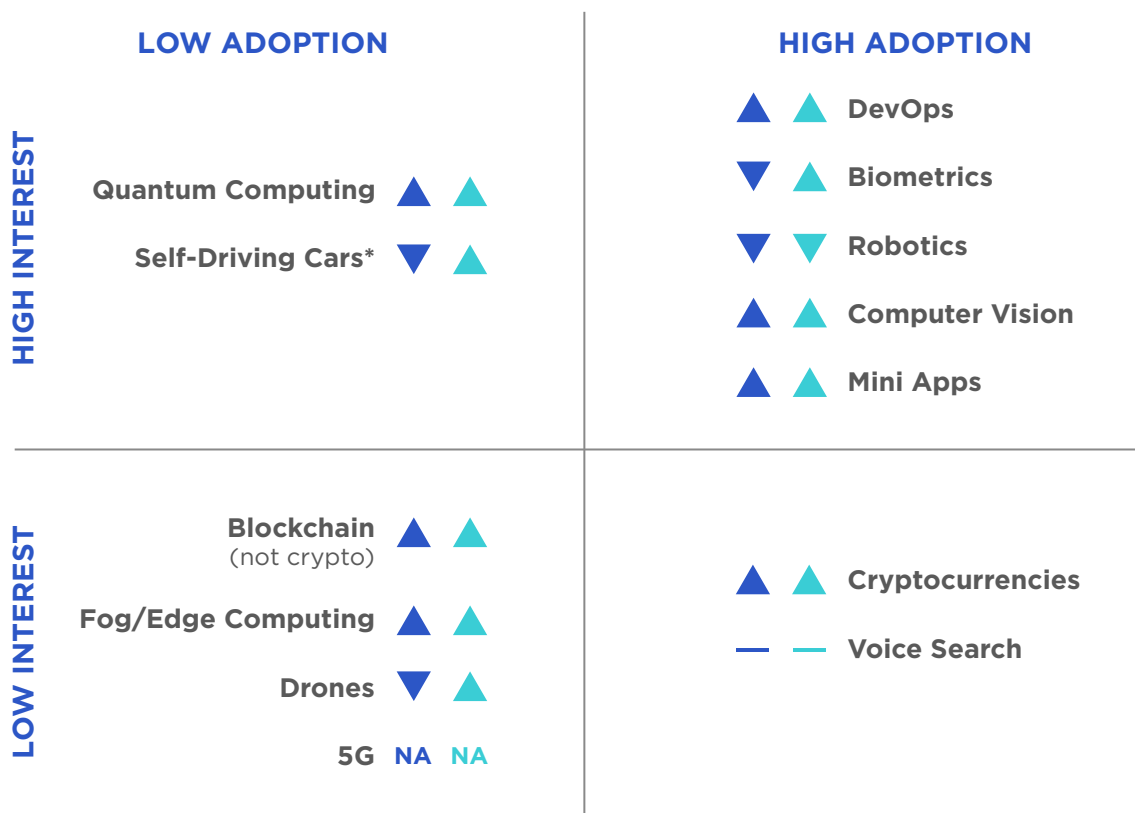 LOW ADOPTION
HIGH ADOPTION
HIGH INTEREST
Quantum Computing
Self-Driving Cars*
DevOps
Biometrics
Robotics
Computer Vision
Mini Apps
LOW INTEREST
Blockchain
(not crypto)
Fog/Edge Computing
Drones
5G NA NA
Cryptocurrencies
Voice Search